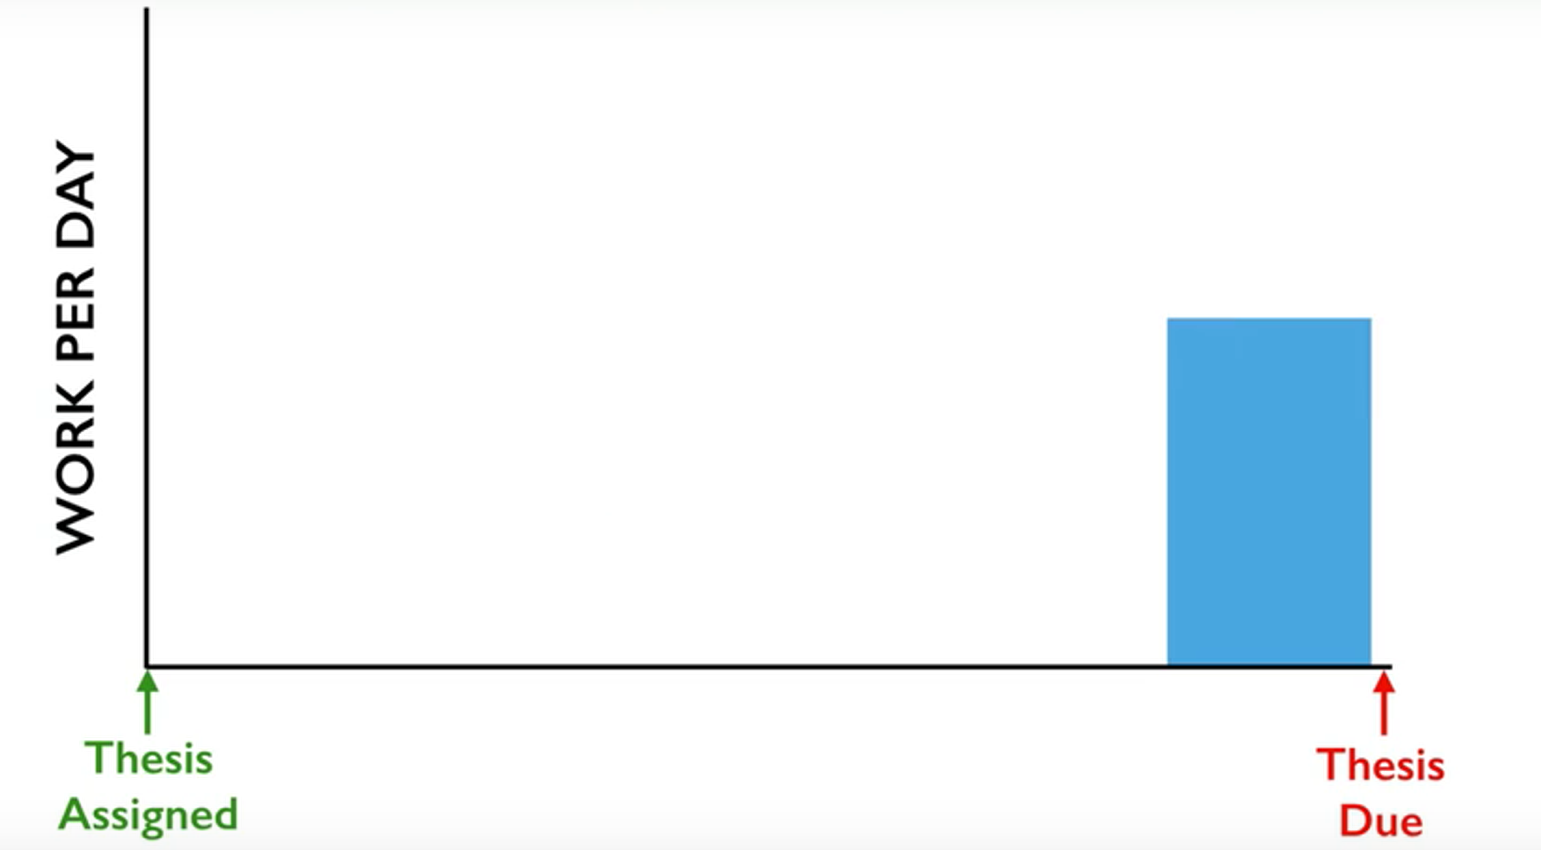 WORK PER DAY
Thesis
Assigned
Thesis
Due